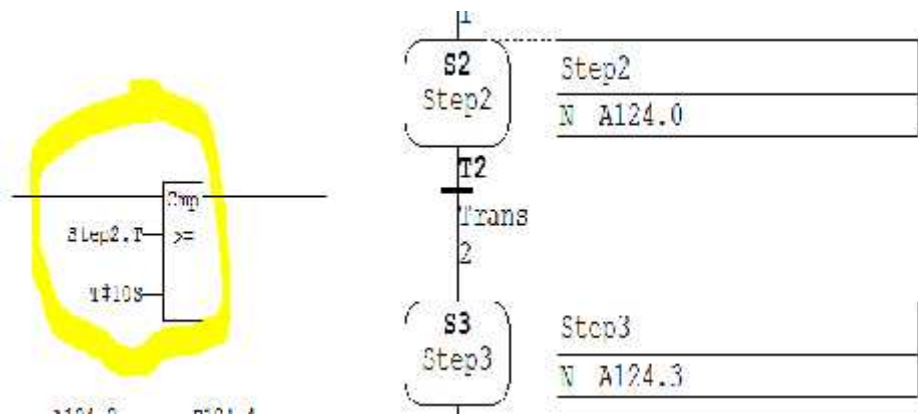 S2
Step2
Step2
N A124.0
T2
Trans
2
Cmp
Step2.T
>=
T#10S
S3
Step3
Step3
N A124.3